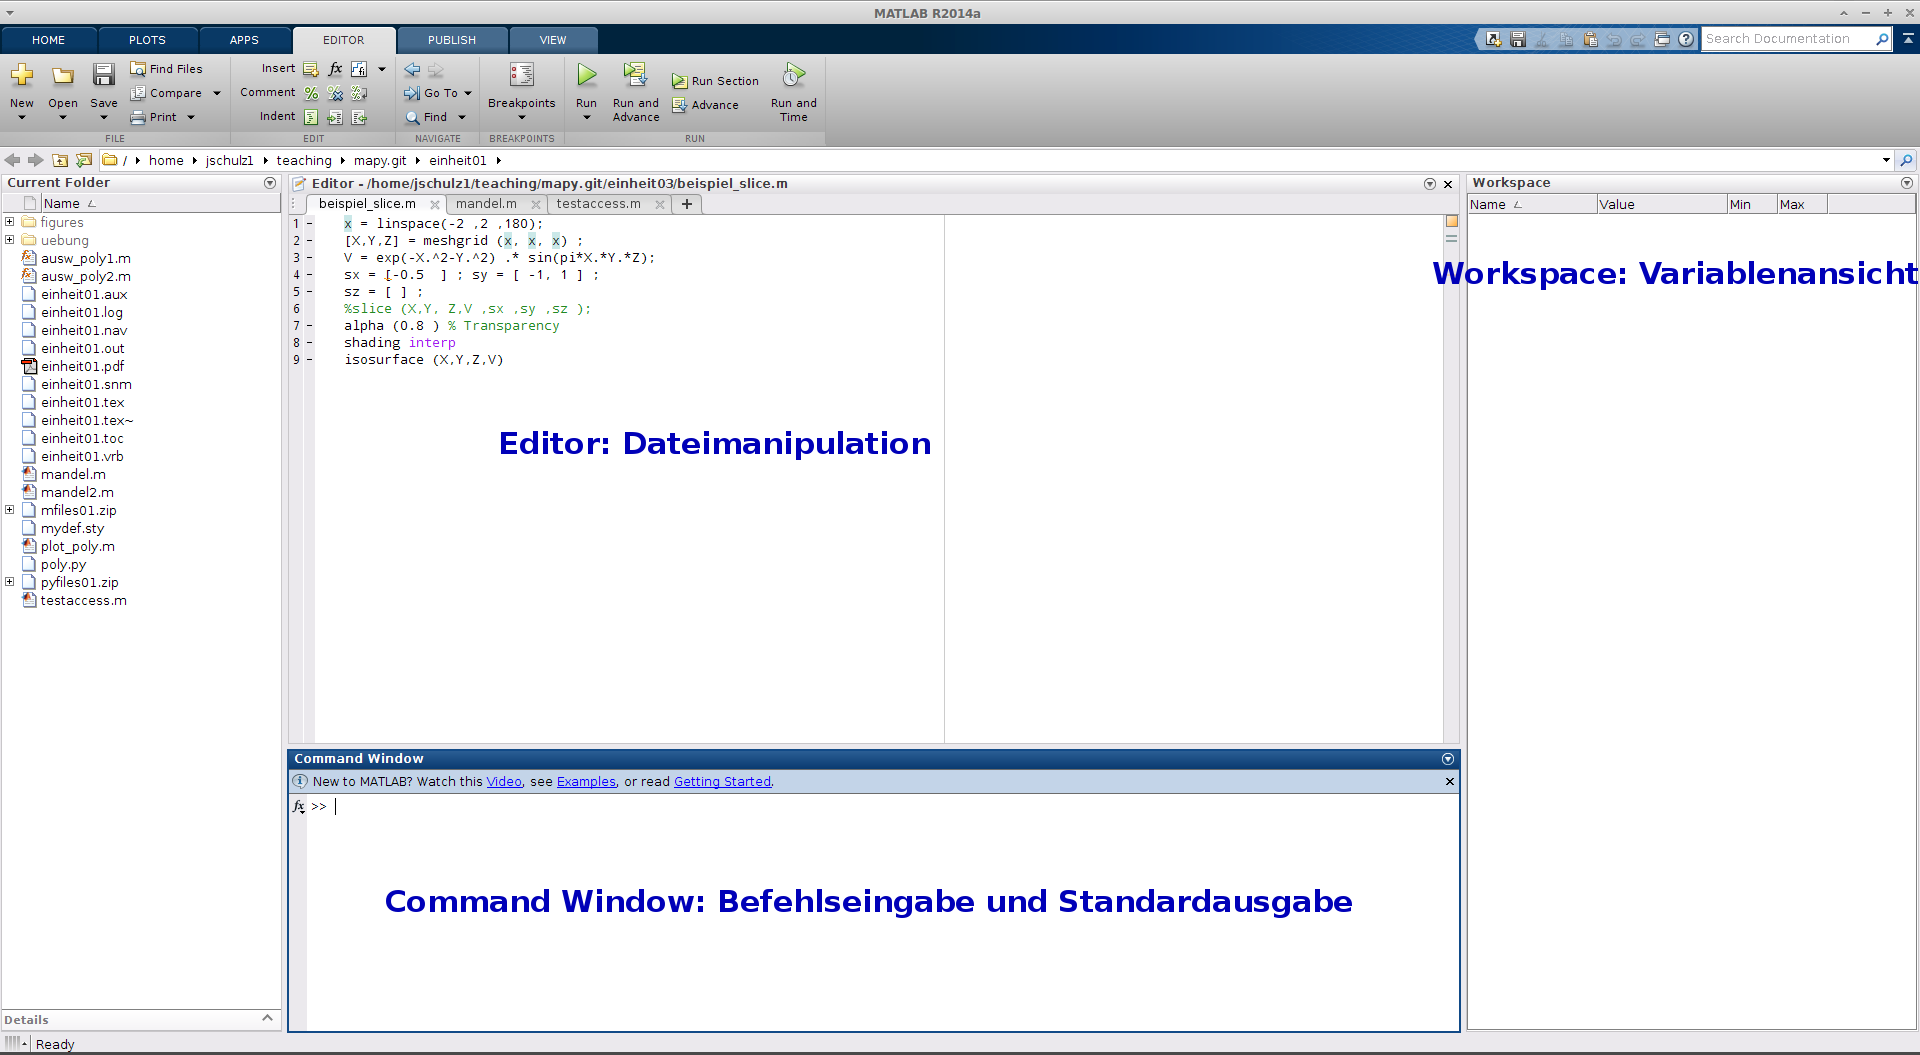 MATLAB R2014a
HOME PLOTS APPS EDITOR PUBLISH VIEW
Search Documentation
New Open Save
Find Files
Compare
Print
FILE
Insert
Comment
Indent
EDIT
Go To
Find
NAVIGATE
Breakpoints
BREAKPOINTS
Run
Run and Advance
Run Section
Advance
Run and Time
RUN
/ home jschulz1 teaching mapy.git einheit01
Current Folder
Name
figures
uebung
ausw_poly1.m
ausw_poly2.m
einheit01.aux
einheit01.log
einheit01.nav
einheit01.out
einheit01.pdf
einheit01.snm
einheit01.tex
einheit01.tex~
einheit01.toc
einheit01.vrb
mandel.m
mandel2.m
mfiles01.zip
mydef.sty
plot_poly.m
poly.py
pyfiles01.zip
testaccess.m
Details
Ready
Editor - /home/jschulz1/teaching/mapy.git/einheit03/beispiel_slice.m
beispiel_slice.m mandel.m testaccess.m +
1 - x = linspace(-2 ,2 ,180);
2 - [X,Y,Z] = meshgrid (x, x, x) ;
3 - V = exp(-X.^2-Y.^2) .* sin(pi*X.*Y.*Z);
4 - sx = [-0.5  ] ; sy = [ -1, 1 ] ;
5 - sz = [ ] ;
6 %slice (X,Y, Z,V ,sx ,sy ,sz );
7 - alpha (0.8 ) % Transparency
8 - shading interp
9 - isosurface (X,Y,Z,V)
Editor: Dateimanipulation
Command Window
New to MATLAB? Watch this Video, see Examples, or read Getting Started.
fx >>
Command Window: Befehlseingabe und Standardausgabe
Workspace
Name Value Min Max
Workspace: Variablenansicht